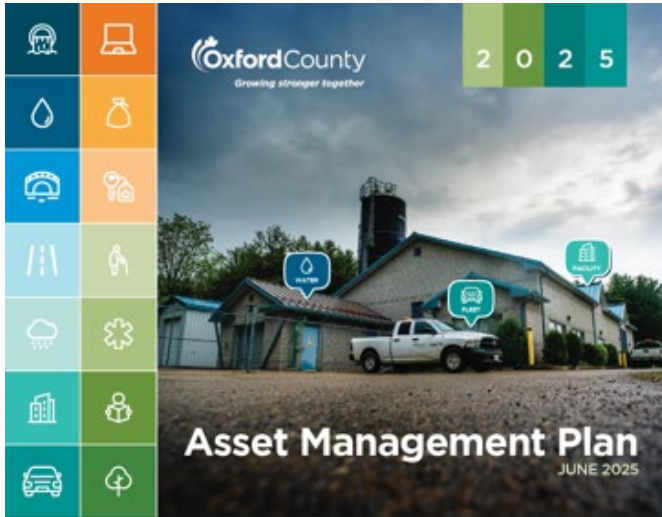 Oxford County
Growing stronger together
2 0 2 5
WATER
FLEET
FACILITY
Asset Management Plan
JUNE 2025